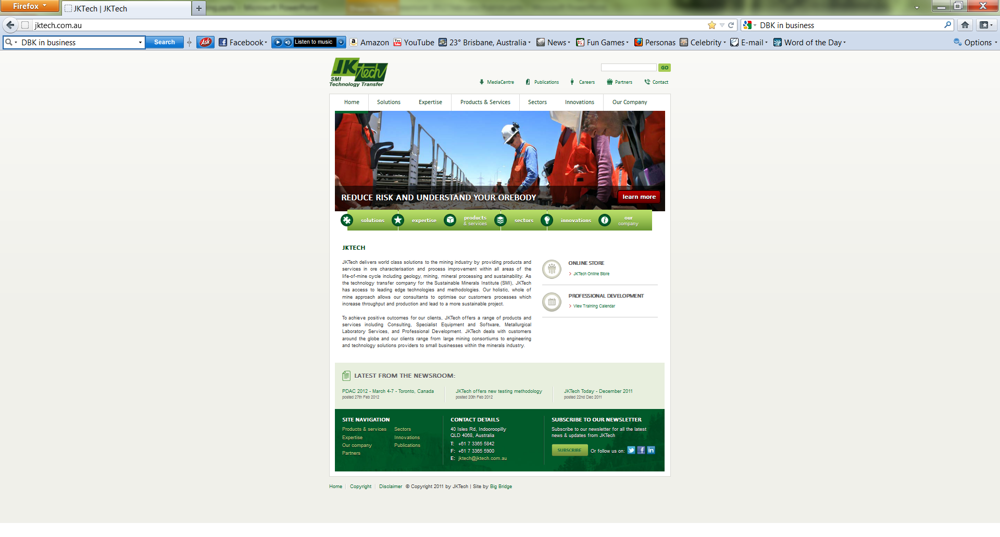 Firefox
JKTech | JKTech
jktech.com.au
DBK in business
DBK in business
Search
Ask
Facebook
Listen to music
Amazon
YouTube
23° Brisbane, Australia
News
Fun Games
Personas
Celebrity
E-mail
Word of the Day
Options
JKtech
SMI
Technology Transfer
GO
MediaCentre
Publications
Careers
Partners
Contact
Home
Solutions
Expertise
Products & Services
Sectors
Innovations
Our Company
REDUCE RISK AND UNDERSTAND YOUR OREBODY
learn more
solutions
expertise
products
& services
sectors
innovations
our
company
JKTECH
JKTech delivers world class solutions to the mining industry by providing products and
services in ore characterisation and process improvement within all areas of the
life-of-mine cycle including geology, mining, mineral processing and sustainability. As
the technology transfer company for the Sustainable Minerals Institute (SMI), JKTech
has access to leading edge technologies and methodologies. Our holistic, whole of
mine approach allows our consultants to optimise our customers processes which
increase throughput and production and lead to a more sustainable project.
To achieve positive outcomes for our clients, JKTech offers a range of products and
services including Consulting, Specialist Equipment and Software, Metallurgical
Laboratory Services, and Professional Development. JKTech deals with customers
around the globe and our clients range from large mining consortiums to engineering
and technology solutions providers to small businesses within the minerals industry.
ONLINE STORE
> JKTech Online Store
PROFESSIONAL DEVELOPMENT
> View Training Calendar
LATEST FROM THE NEWSROOM:
PDAC 2012 - March 4-7 - Toronto, Canada
posted 27th Feb 2012
JKTech offers new testing methodology
posted 20th Feb 2012
JKTech Today - December 2011
posted 22nd Dec 2011
SITE NAVIGATION
Products & services
Sectors
Expertise
Innovations
Our company
Publications
Partners
CONTACT DETAILS
40 Isles Rd, Indooroopilly
QLD 4068, Australia
T: +61 7 3365 5842
F: +61 7 3365 5900
E: jktech@jktech.com.au
SUBSCRIBE TO OUR NEWSLETTER
Subscribe to our newsletter for all the latest
news & updates from JKTech
SUBSCRIBE
Or follow us on:
Home
Copyright
Disclaimer
© Copyright 2011 by JKTech | Site by Big Bridge